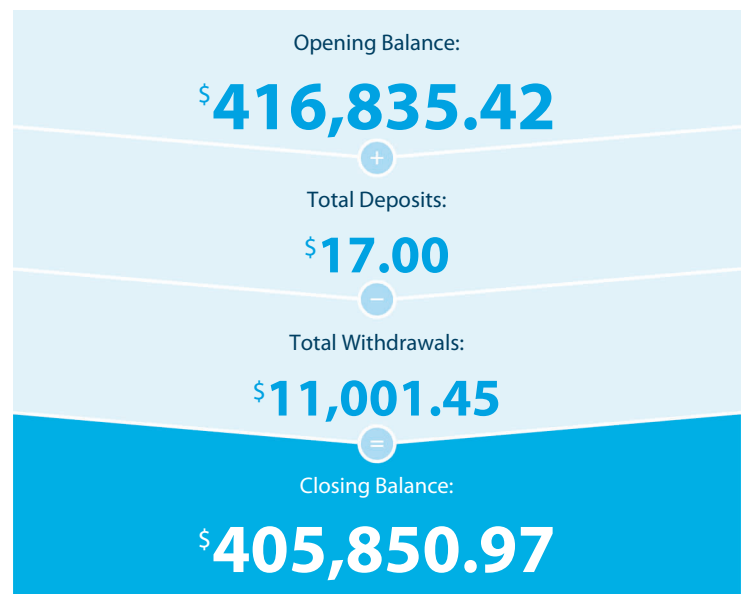 Opening Balance:
$416,835.42
+
Total Deposits:
$17.00
−
Total Withdrawals:
$11,001.45
=
Closing Balance:
$405,850.97